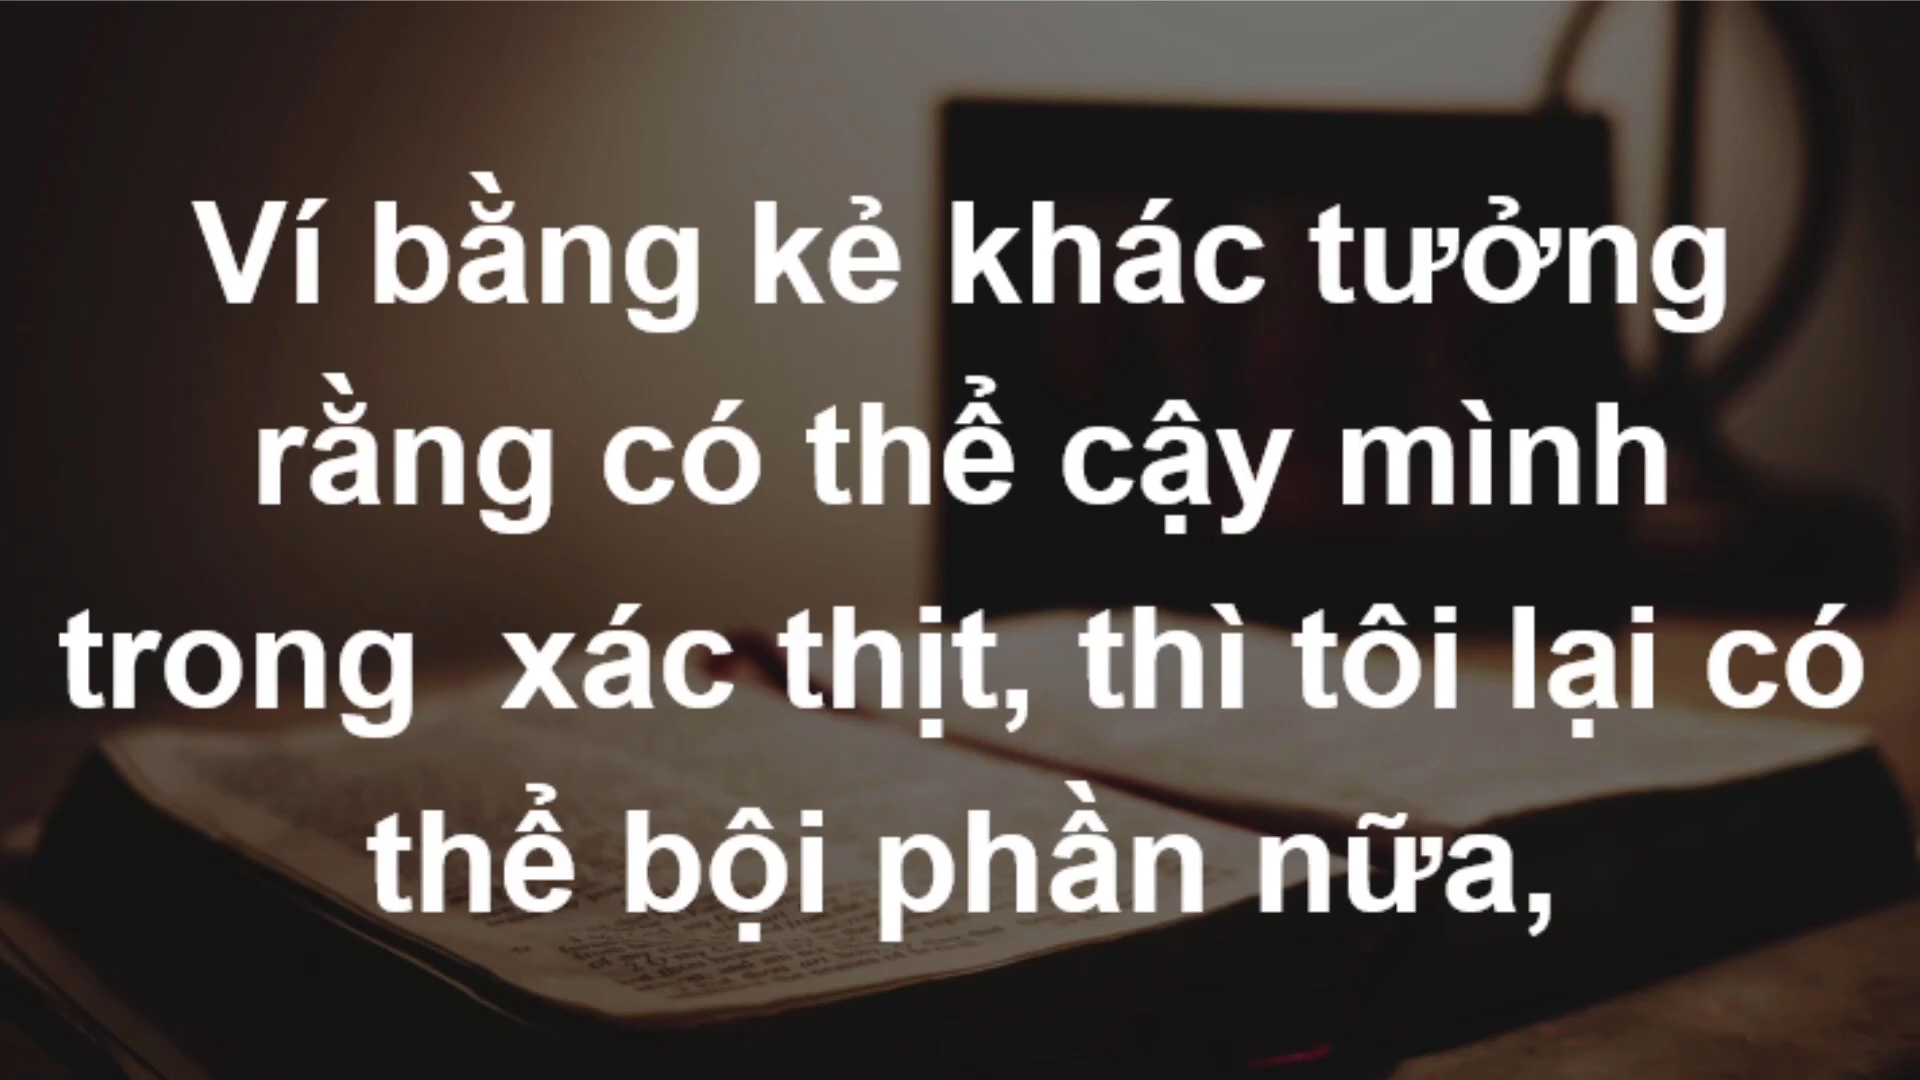 Ví bằng kẻ khác tưởng
rằng có thể cậy mình
trong  xác thịt, thì tôi lại có
thể bội phần nữa,